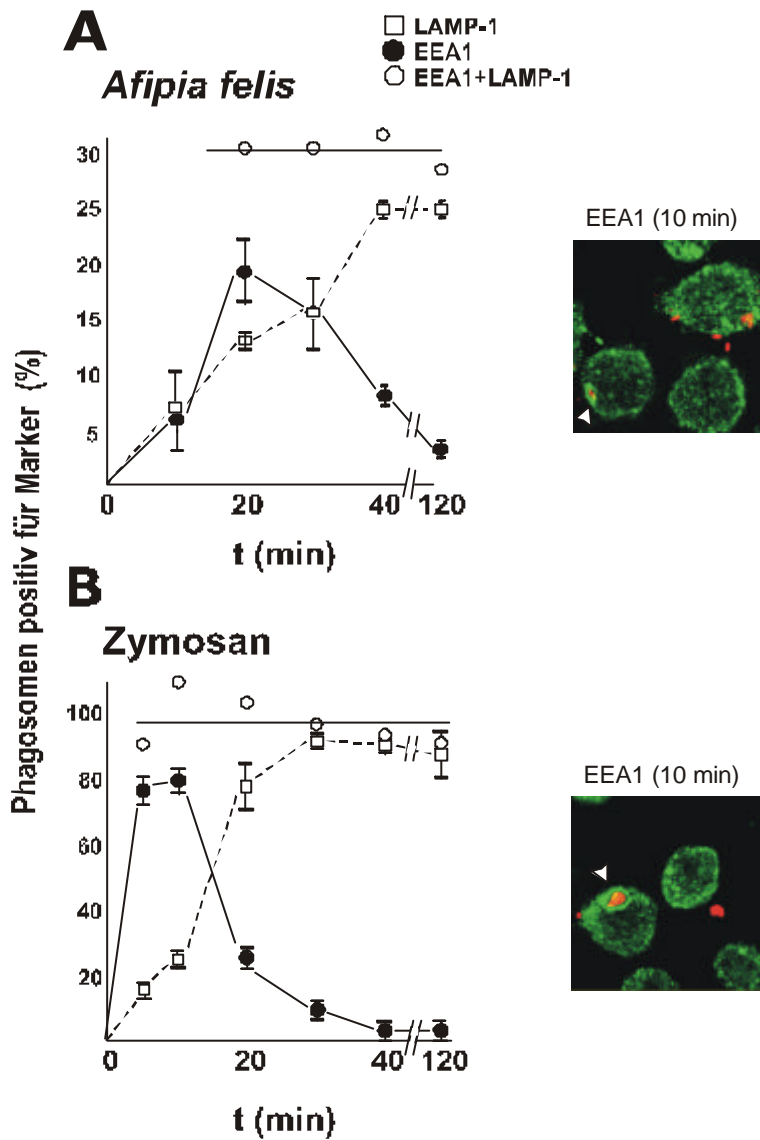 A
LAMP-1
EEA1
EEA1+LAMP-1
Afipia felis
30
25
20
15
10
5
0 20 40 120
t (min)
EEA1 (10 min)
Phagosomen positiv für Marker (%)
B
Zymosan
100
80
60
40
20
0 20 40 120
t (min)
EEA1 (10 min)